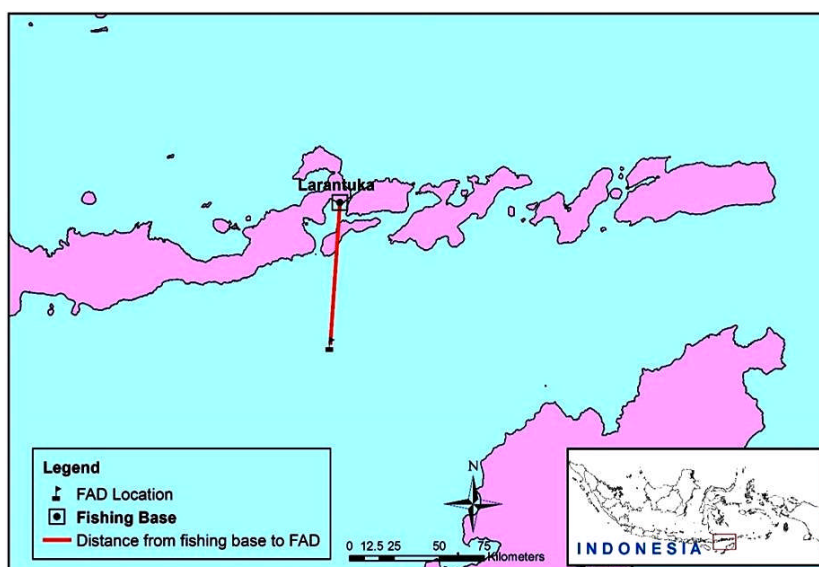 Larantuka
Legend
FAD Location
Fishing Base
Distance from fishing base to FAD
N
0 12.5 25 50 75
Kilometers
INDONESIA